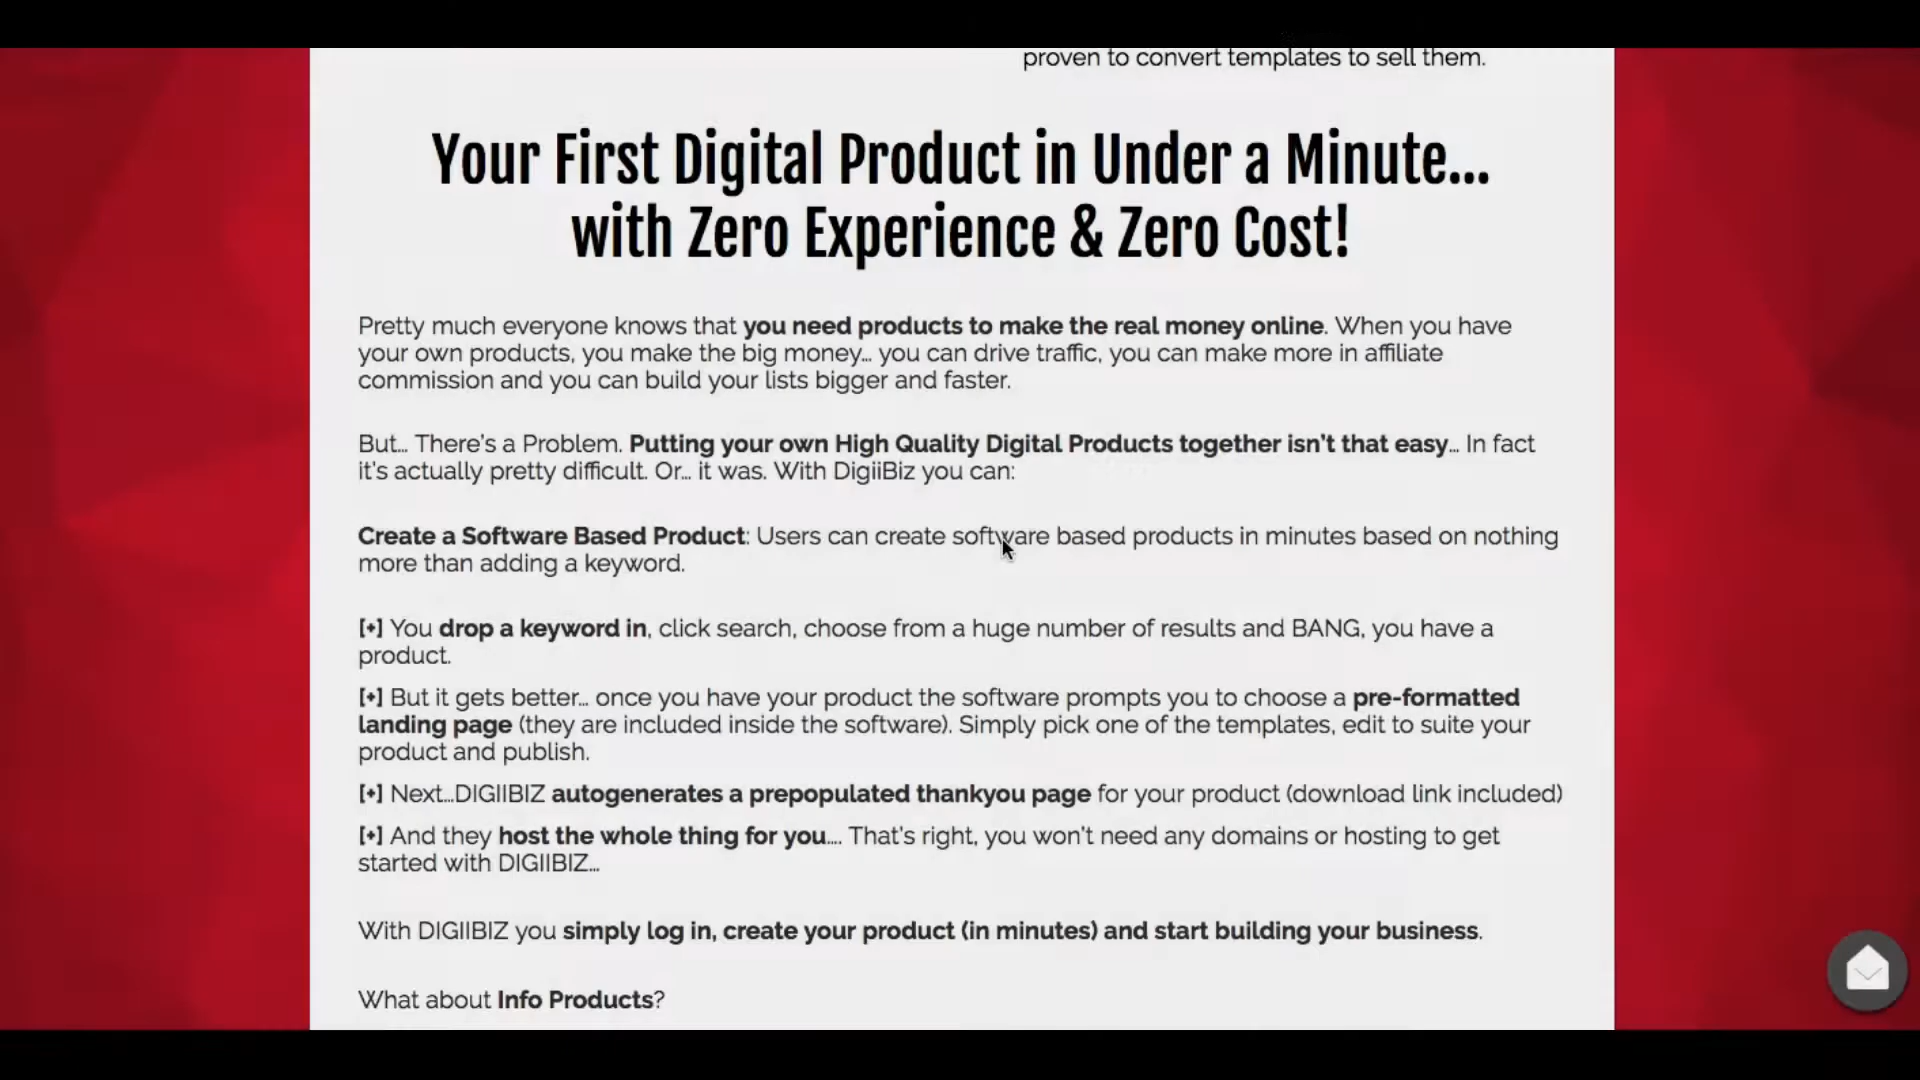 proven to convert templates to sell them.
Your First Digital Product in Under a Minute...
with Zero Experience & Zero Cost!
Pretty much everyone knows that you need products to make the real money online. When you have
your own products, you make the big money... you can drive traffic, you can make more in affiliate
commission and you can build your lists bigger and faster.
But... There's a Problem. Putting your own High Quality Digital Products together isn't that easy... In fact
it's actually pretty difficult. Or... it was. With DigiiBiz you can:
Create a Software Based Product: Users can create software based products in minutes based on nothing
more than adding a keyword.
[+] You drop a keyword in, click search, choose from a huge number of results and BANG, you have a
product.
[+] But it gets better... once you have your product the software prompts you to choose a pre-formatted
landing page (they are included inside the software). Simply pick one of the templates, edit to suite your
product and publish.
[+] Next...DIGIIBIZ autogenerates a prepopulated thankyou page for your product (download link included)
[+] And they host the whole thing for you.... That's right, you won't need any domains or hosting to get
started with DIGIIBIZ...
With DIGIIBIZ you simply log in, create your product (in minutes) and start building your business.
What about Info Products?